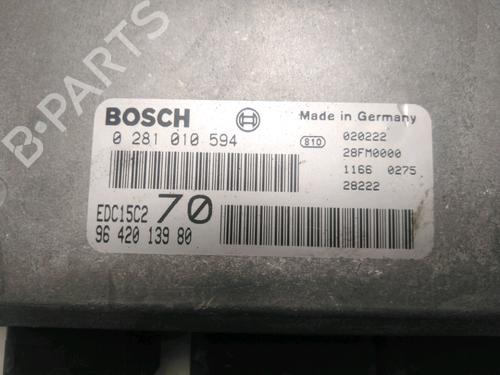 B-PARTS
BOSCH Made in Germany
0 281 010 594 810 020222
28FM0000
1166 0275
28222
EDC15C2 70
96 420 139 80